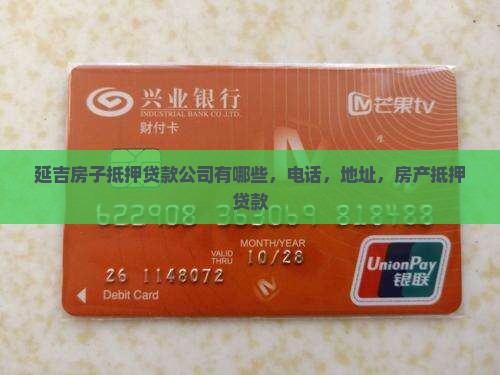 兴业银行
INDUSTRIAL BANK CO.,LTD.
芒果tv
财付卡
延吉房子抵押贷款公司有哪些，电话，地址，房产抵押
贷款
MONTH/YEAR
VALID
THRU
10/28
26 1148072
Debit Card
UnionPay
银联